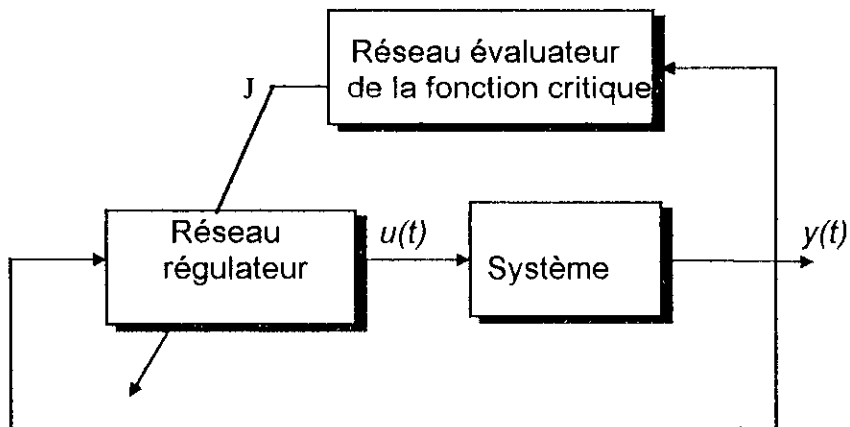 Réseau évaluateur
de la fonction critique
J
Réseau
régulateur
u(t)
Système
y(t)